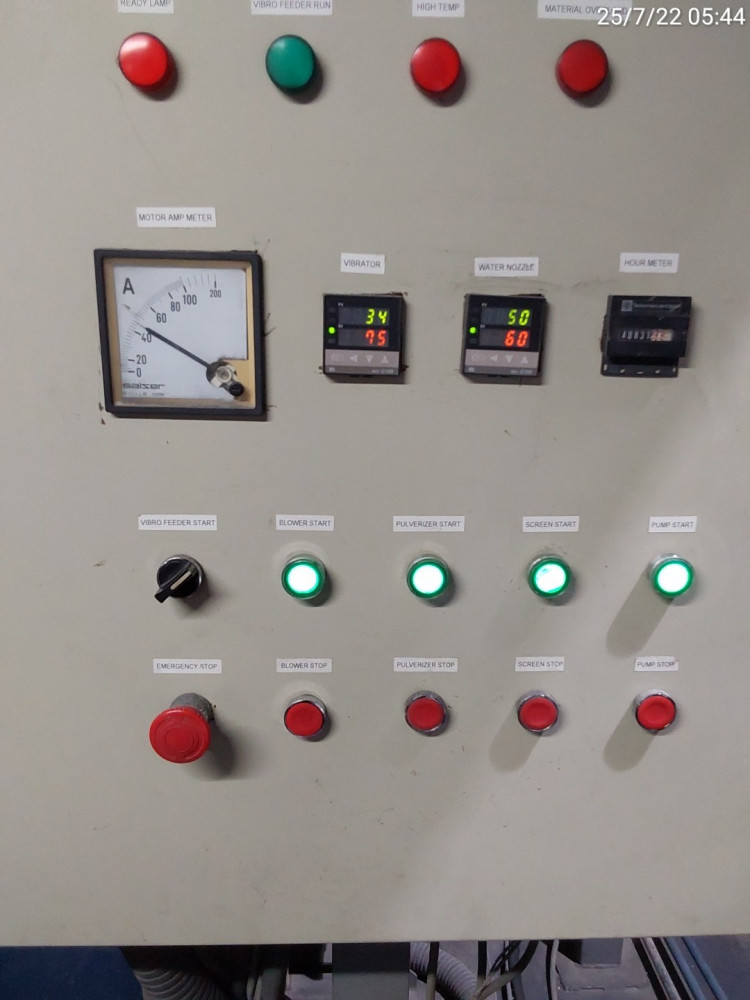 25/7/22 05:44
READY LAMP
VIBRO FEEDER RUN
HIGH TEMP
MATERIAL
MOTOR AMP METER
VIBRATOR
WATER NOZZLE
HOUR METER
A
0
20
40
60
80
100
200
34
75
50
60
VIBRO FEEDER START
BLOWER START
PULVERIZER START
SCREEN START
PUMP START
EMERGENCY STOP
BLOWER STOP
PULVERIZER STOP
SCREEN STOP
PUMP STOP